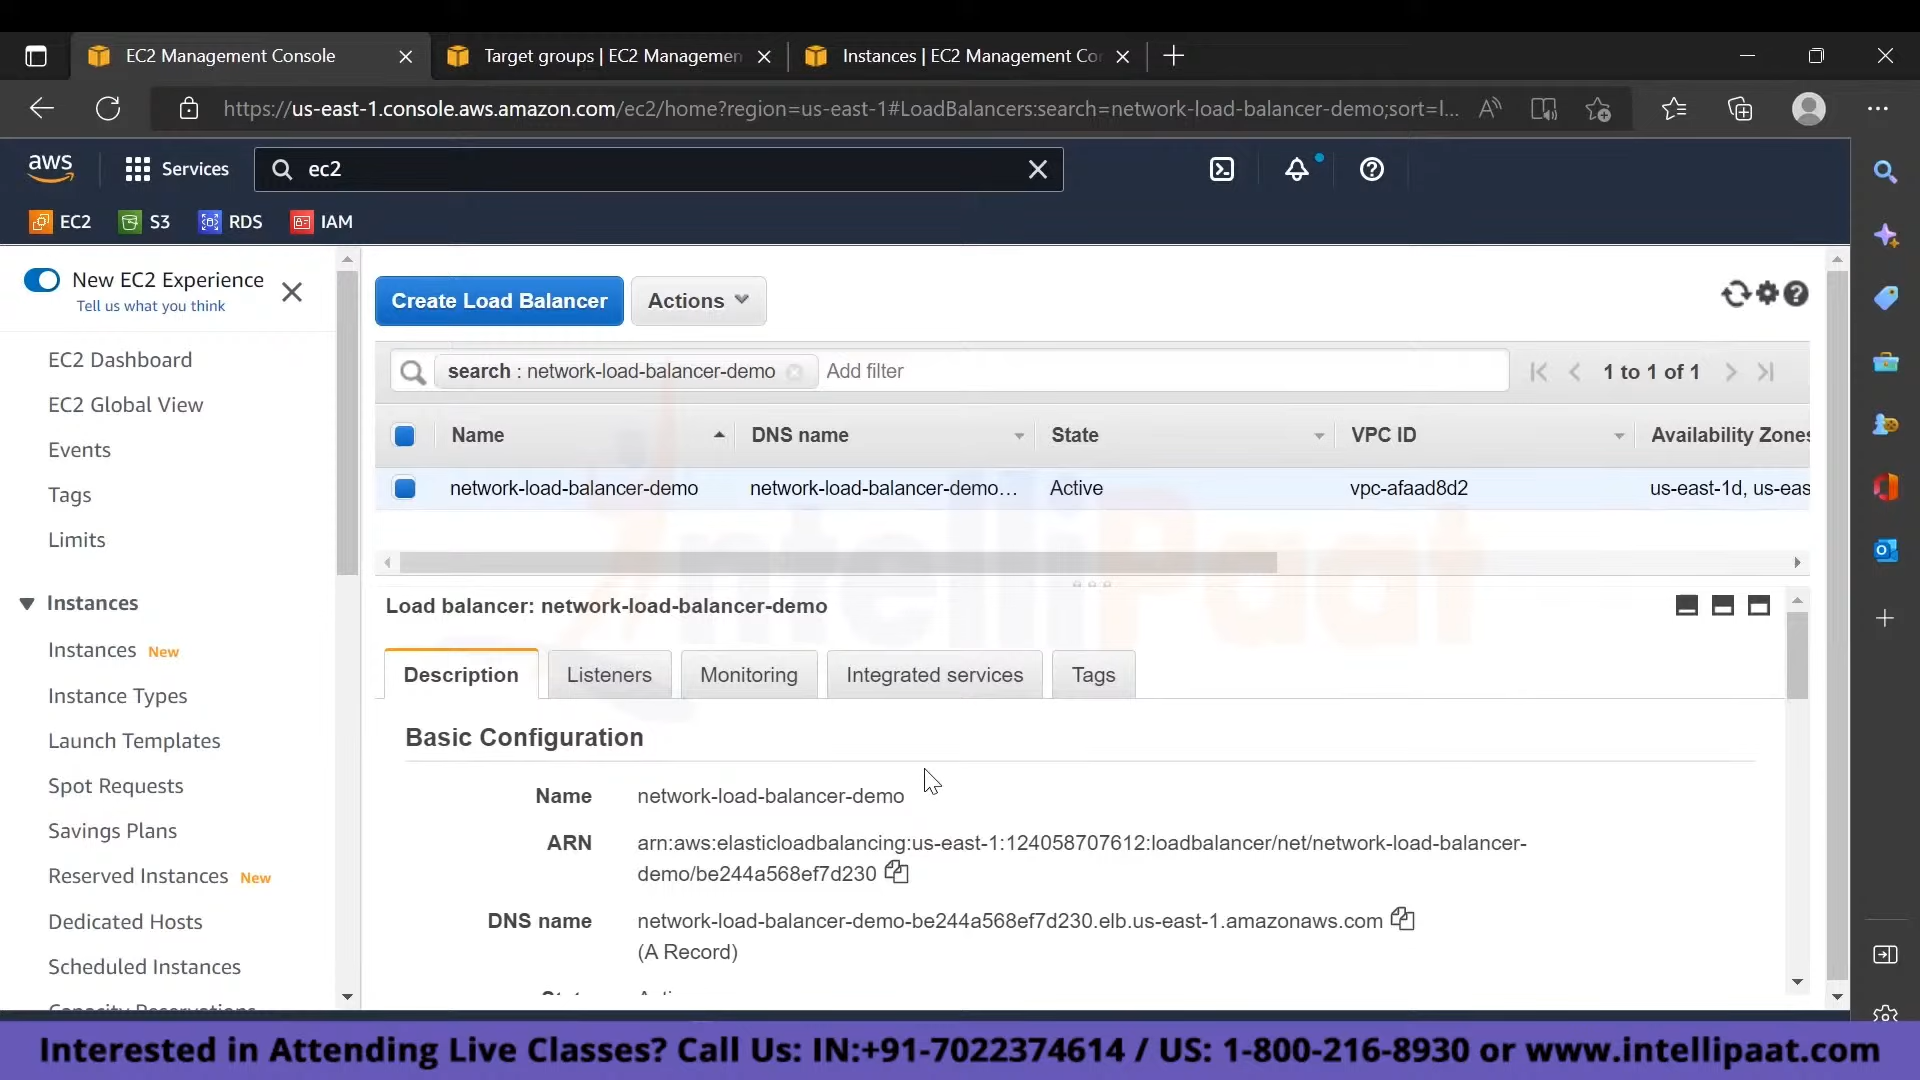 EC2 Management Console
Target groups | EC2 Managemen
Instances | EC2 Management Co
https://us-east-1.console.aws.amazon.com/ec2/home?region=us-east-1#LoadBalancers:search=network-load-balancer-demo;sort=l...
aws
Services
ec2
EC2
S3
RDS
IAM
New EC2 Experience
Tell us what you think
EC2 Dashboard
EC2 Global View
Events
Tags
Limits
Instances
Instances New
Instance Types
Launch Templates
Spot Requests
Savings Plans
Reserved Instances New
Dedicated Hosts
Scheduled Instances
Capacity Reservations
Create Load Balancer
Actions
search : network-load-balancer-demo
Add filter
1 to 1 of 1
Name
DNS name
State
VPC ID
Availability Zones
network-load-balancer-demo
network-load-balancer-demo...
Active
vpc-afaad8d2
us-east-1d, us-eas
IntelliPaat
Load balancer: network-load-balancer-demo
Description
Listeners
Monitoring
Integrated services
Tags
Basic Configuration
Name network-load-balancer-demo
ARN arn:aws:elasticloadbalancing:us-east-1:124058707612:loadbalancer/net/network-load-balancer-
demo/be244a568ef7d230
DNS name network-load-balancer-demo-be244a568ef7d230.elb.us-east-1.amazonaws.com
(A Record)
Interested in Attending Live Classes? Call Us: IN:+91-7022374614 / US: 1-800-216-8930 or www.intellipaat.com